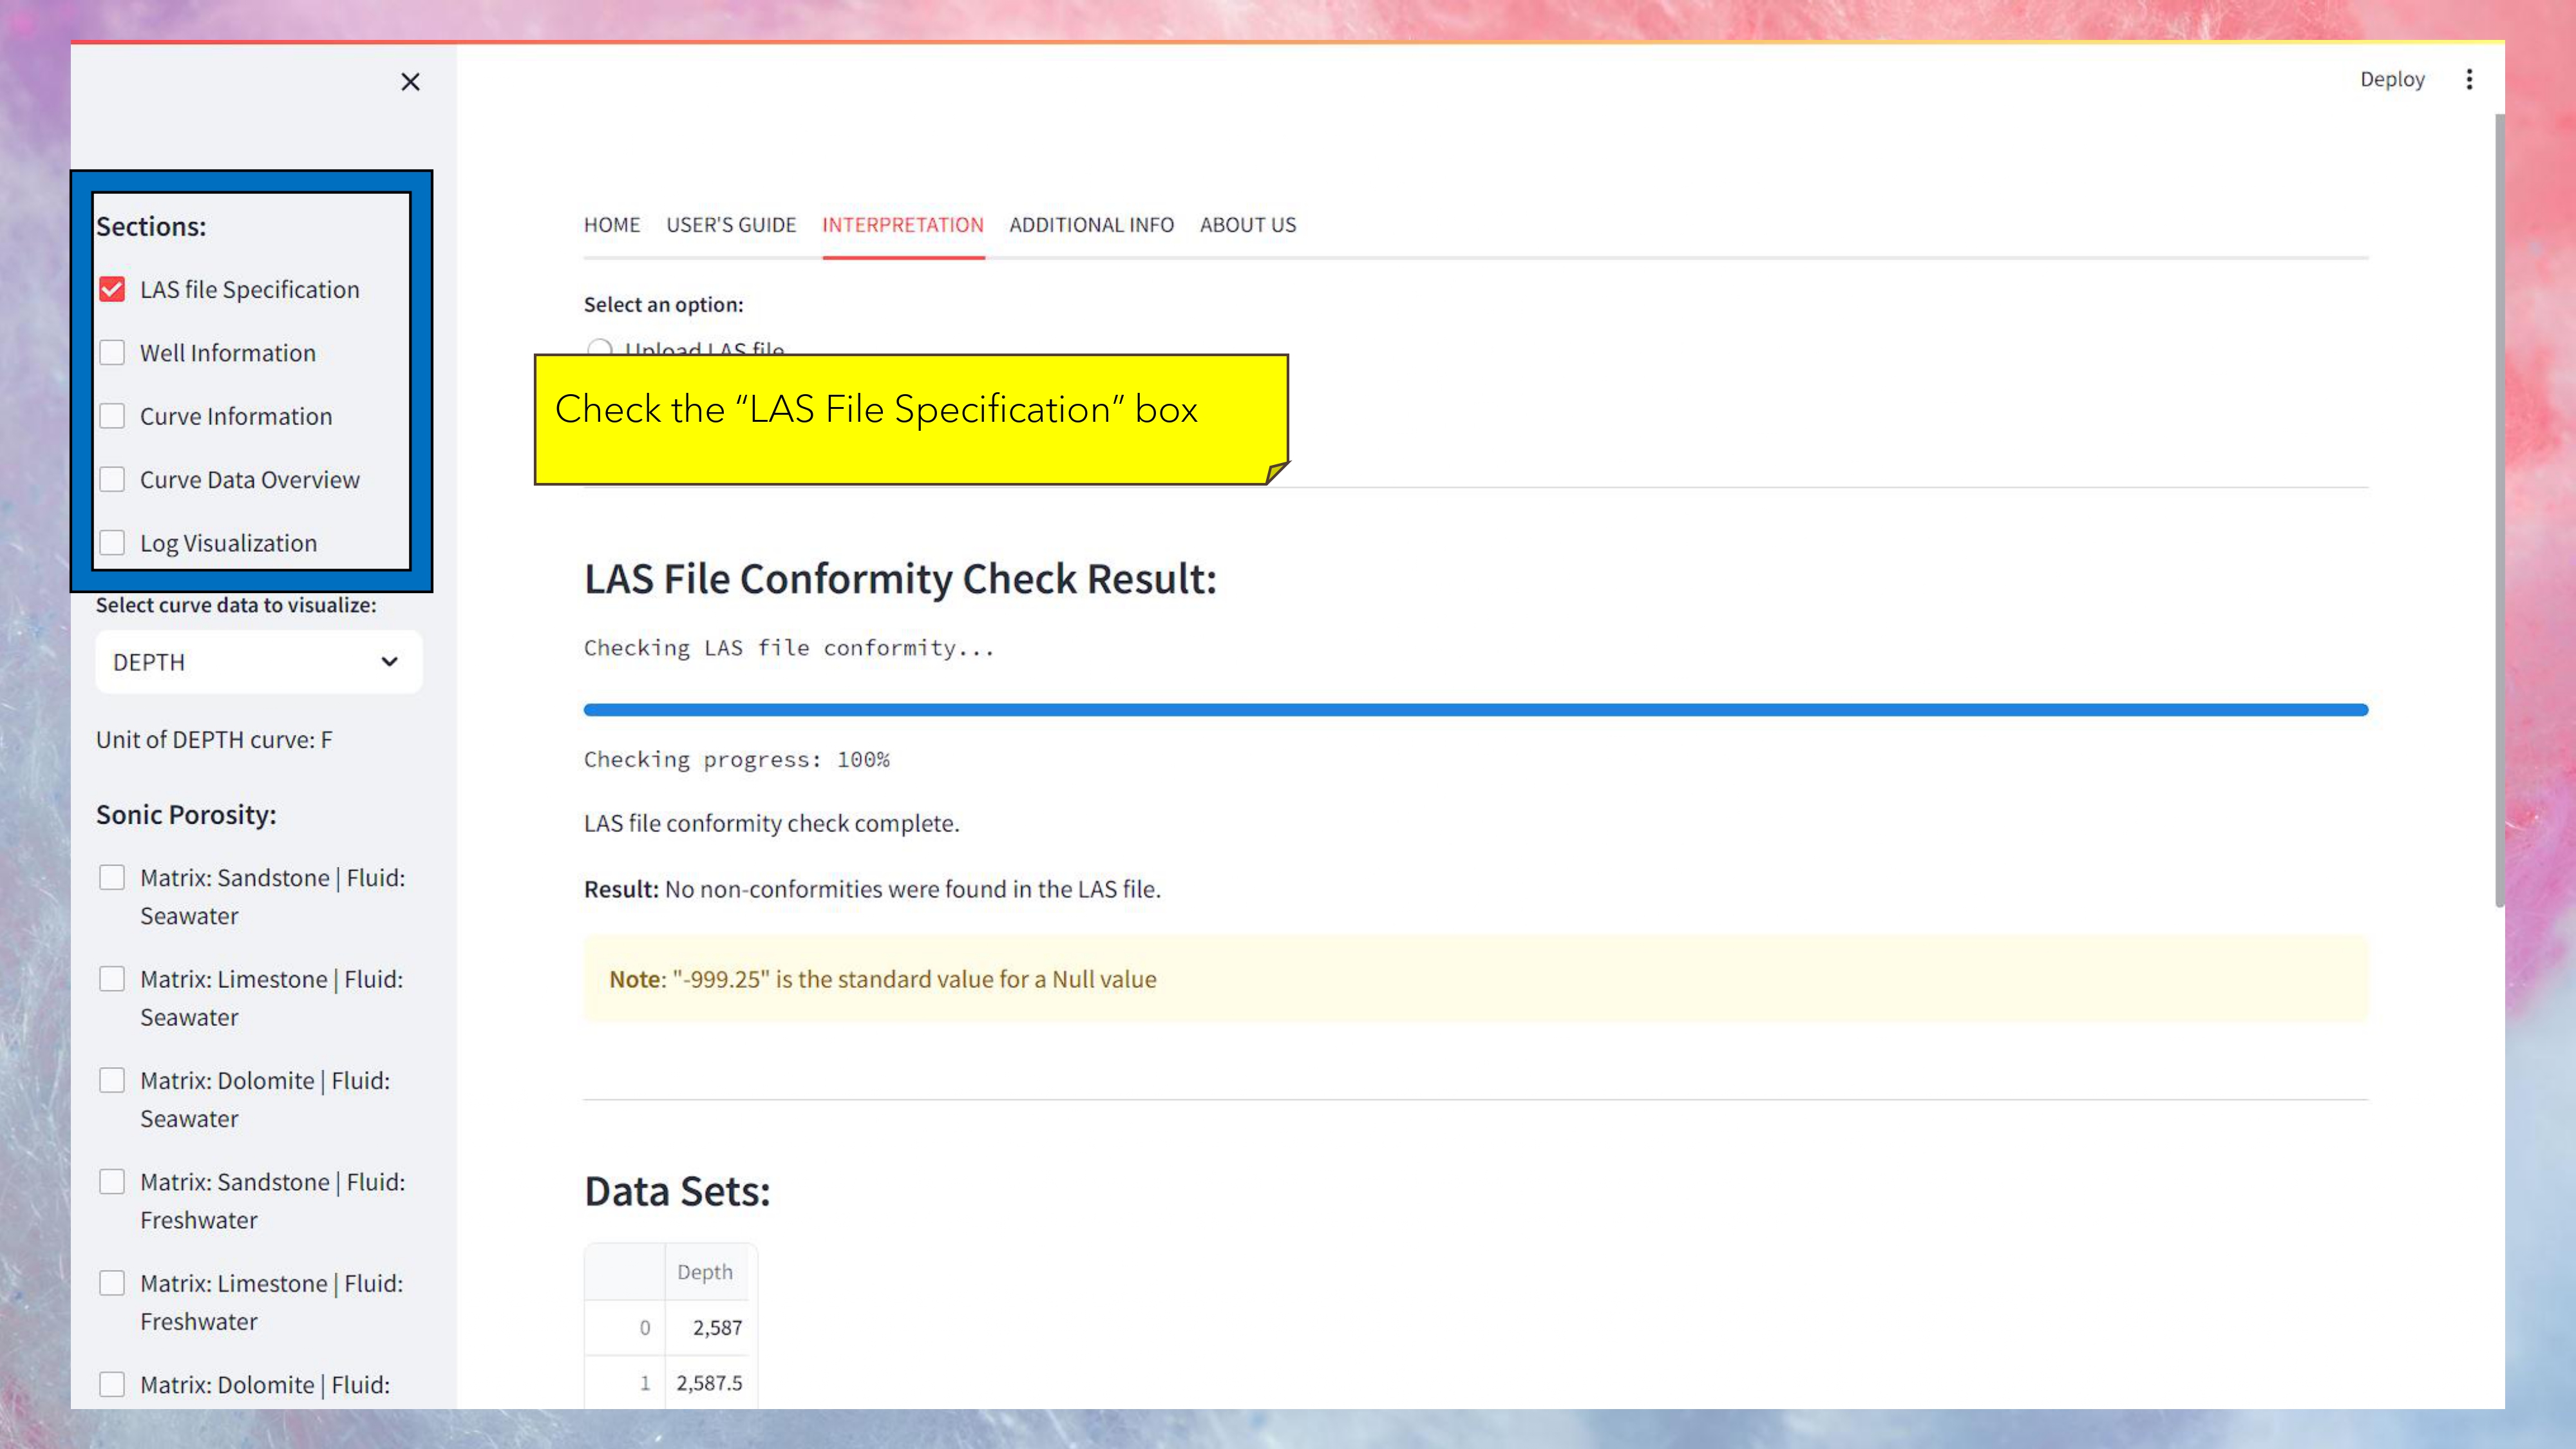 Deploy
Sections:
LAS file Specification
Well Information
Curve Information
Curve Data Overview
Log Visualization
Select curve data to visualize:
DEPTH
Unit of DEPTH curve: F
Sonic Porosity:
Matrix: Sandstone | Fluid:
Seawater
Matrix: Limestone | Fluid:
Seawater
Matrix: Dolomite | Fluid:
Seawater
Matrix: Sandstone | Fluid:
Freshwater
Matrix: Limestone | Fluid:
Freshwater
Matrix: Dolomite | Fluid:
HOME USER'S GUIDE INTERPRETATION ADDITIONAL INFO ABOUT US
Select an option:
Upload LAS file
Check the “LAS File Specification” box
LAS File Conformity Check Result:
Checking LAS file conformity...
Checking progress: 100%
LAS file conformity check complete.
Result: No non-conformities were found in the LAS file.
Note: "-999.25" is the standard value for a Null value
Data Sets:
Depth
0 2,587
1 2,587.5